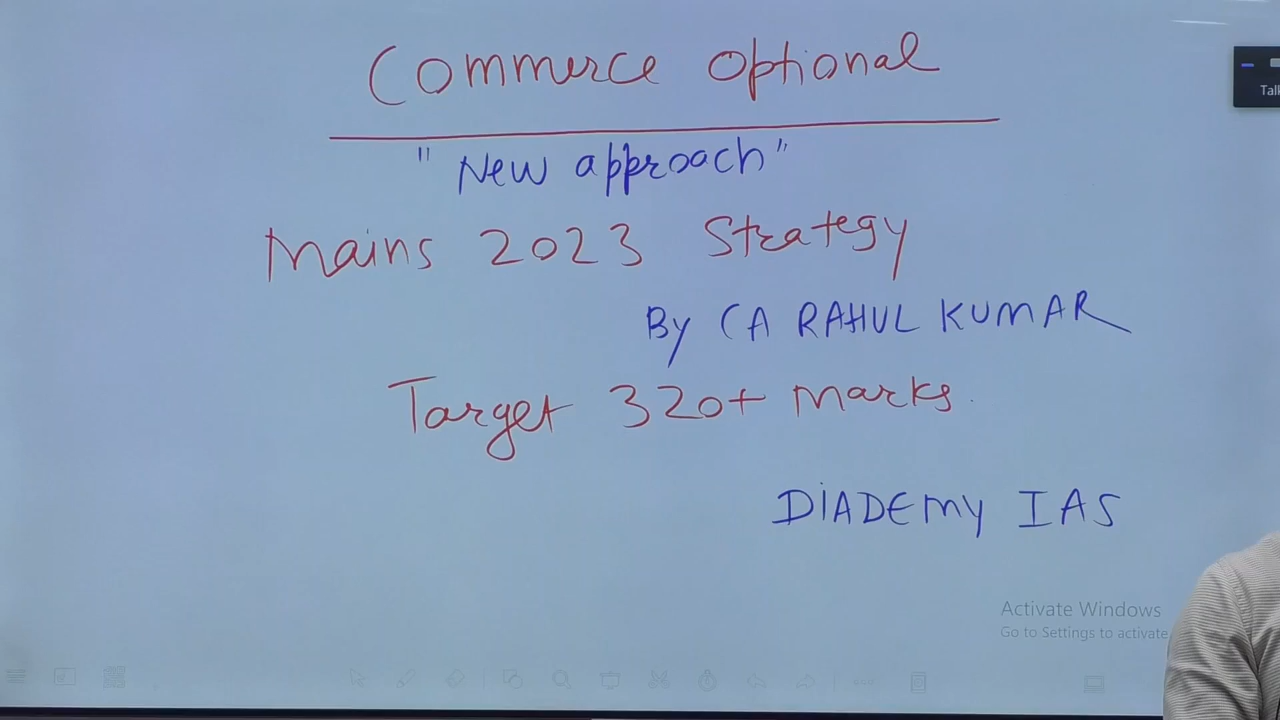 Commerce Optional
"New approach"
Mains 2023 Strategy
By CA RAHUL KUMAR
Target 320+ Marks.
DIADEMY IAS
Activate Windows
Go to Settings to activate